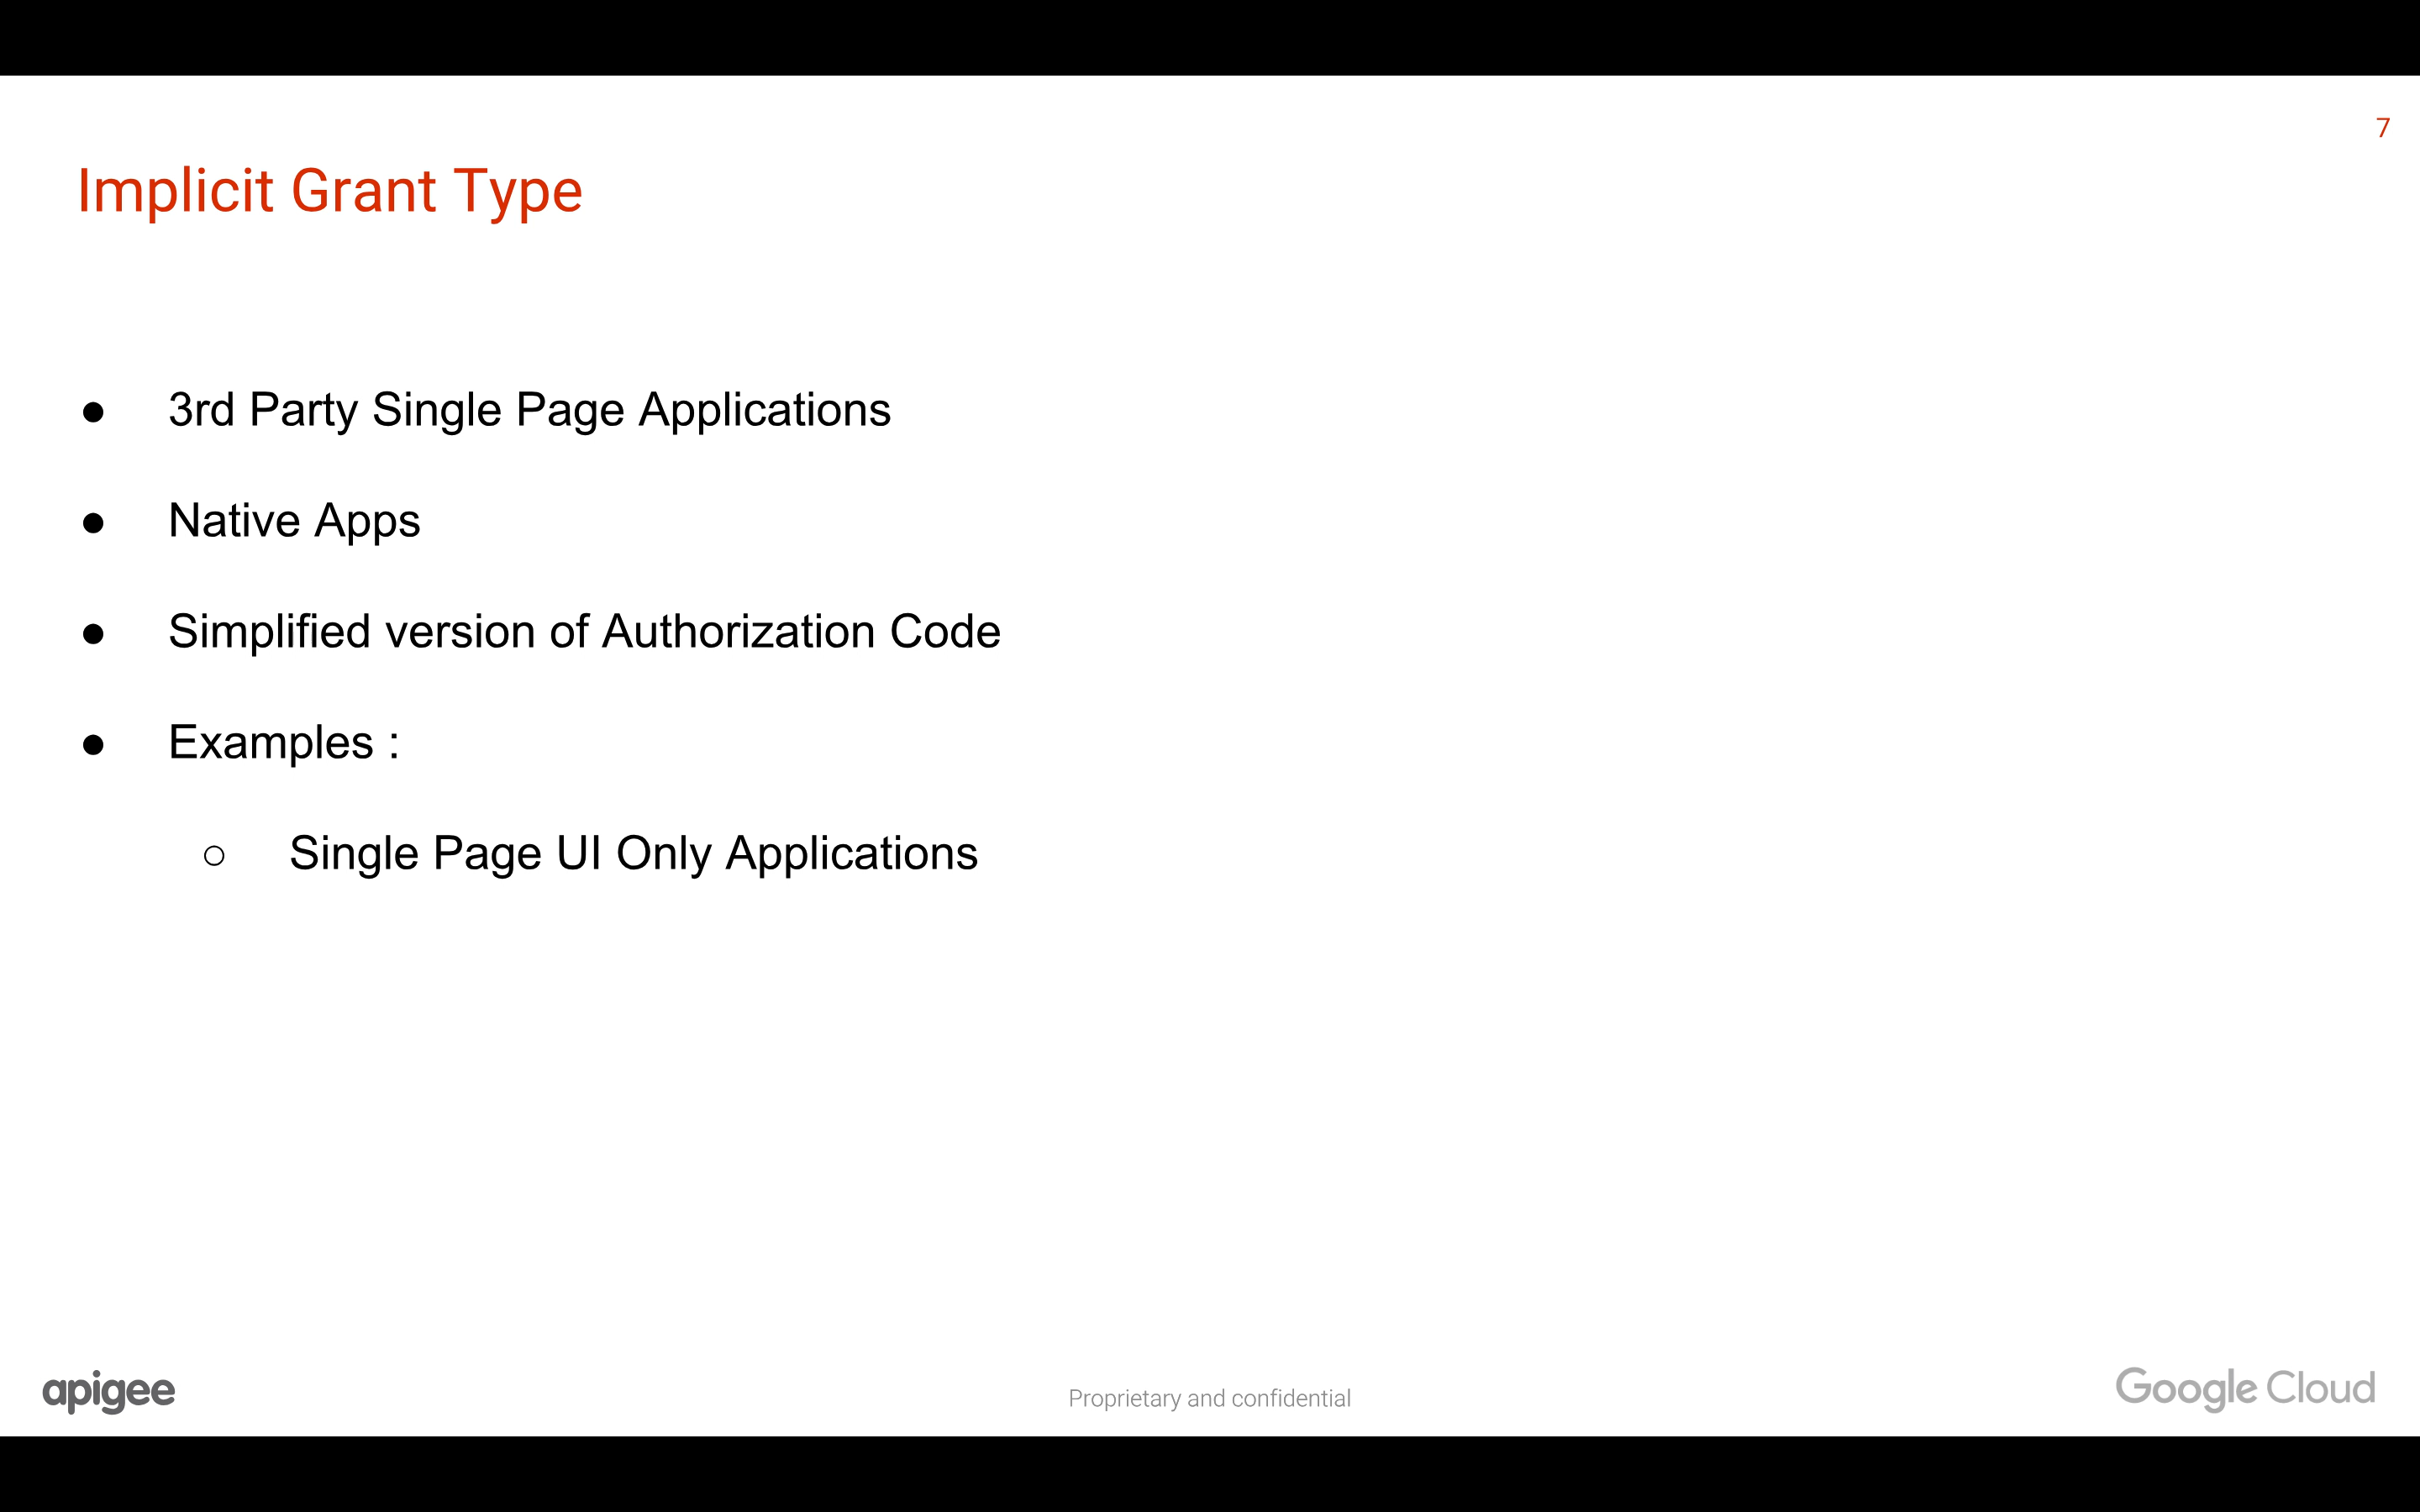 7
Implicit Grant Type
● 3rd Party Single Page Applications
● Native Apps
● Simplified version of Authorization Code
● Examples :
○ Single Page UI Only Applications
apigee
Proprietary and confidential
Google Cloud